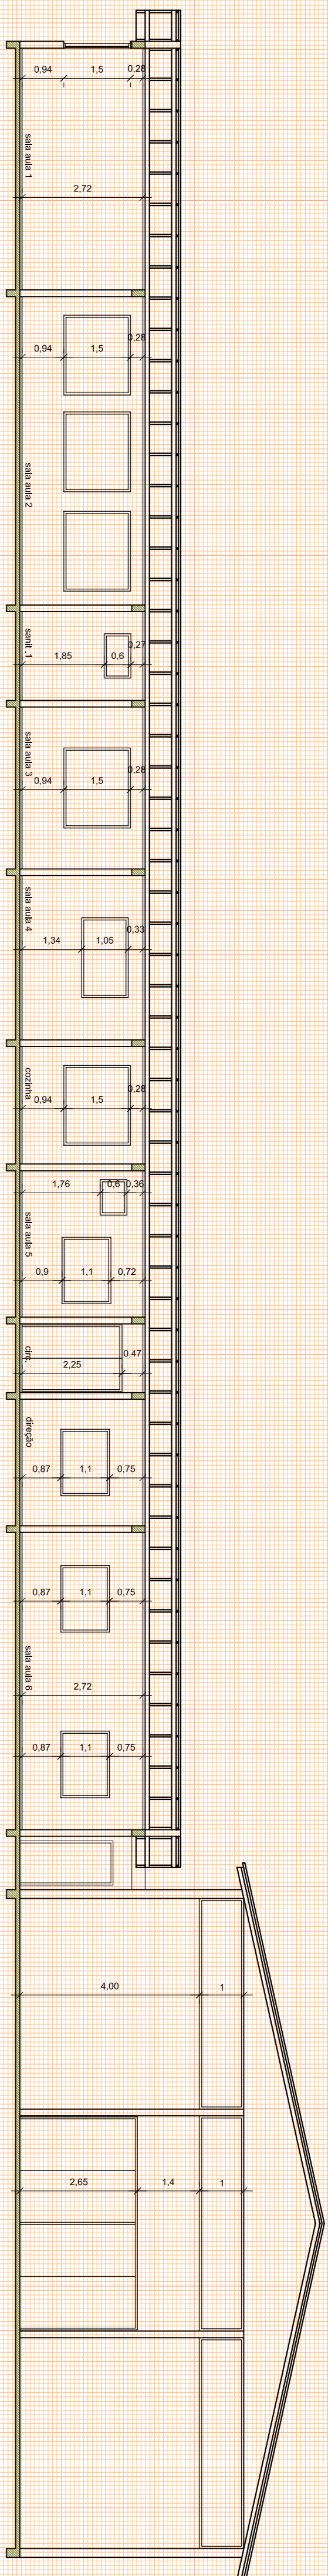 0,94 1,5 0,28
sala aula 1
2,72
0,28
0,94 1,5
sala aula 2
sanit .1
0,27
1,85 0,6
sala aula 3
0,28
0,94 1,5
sala aula 4
0,33
1,34 1,05
cozinha
0,28
0,94 1,5
1,76 0,6 0,36
sala aula 5
0,9 1,1 0,72
circ.
0,47
2,25
direção
0,87 1,1 0,75
0,87 1,1 0,75
sala aula 6
2,72
0,87 1,1 0,75
4,00 1
2,65 1,4 1